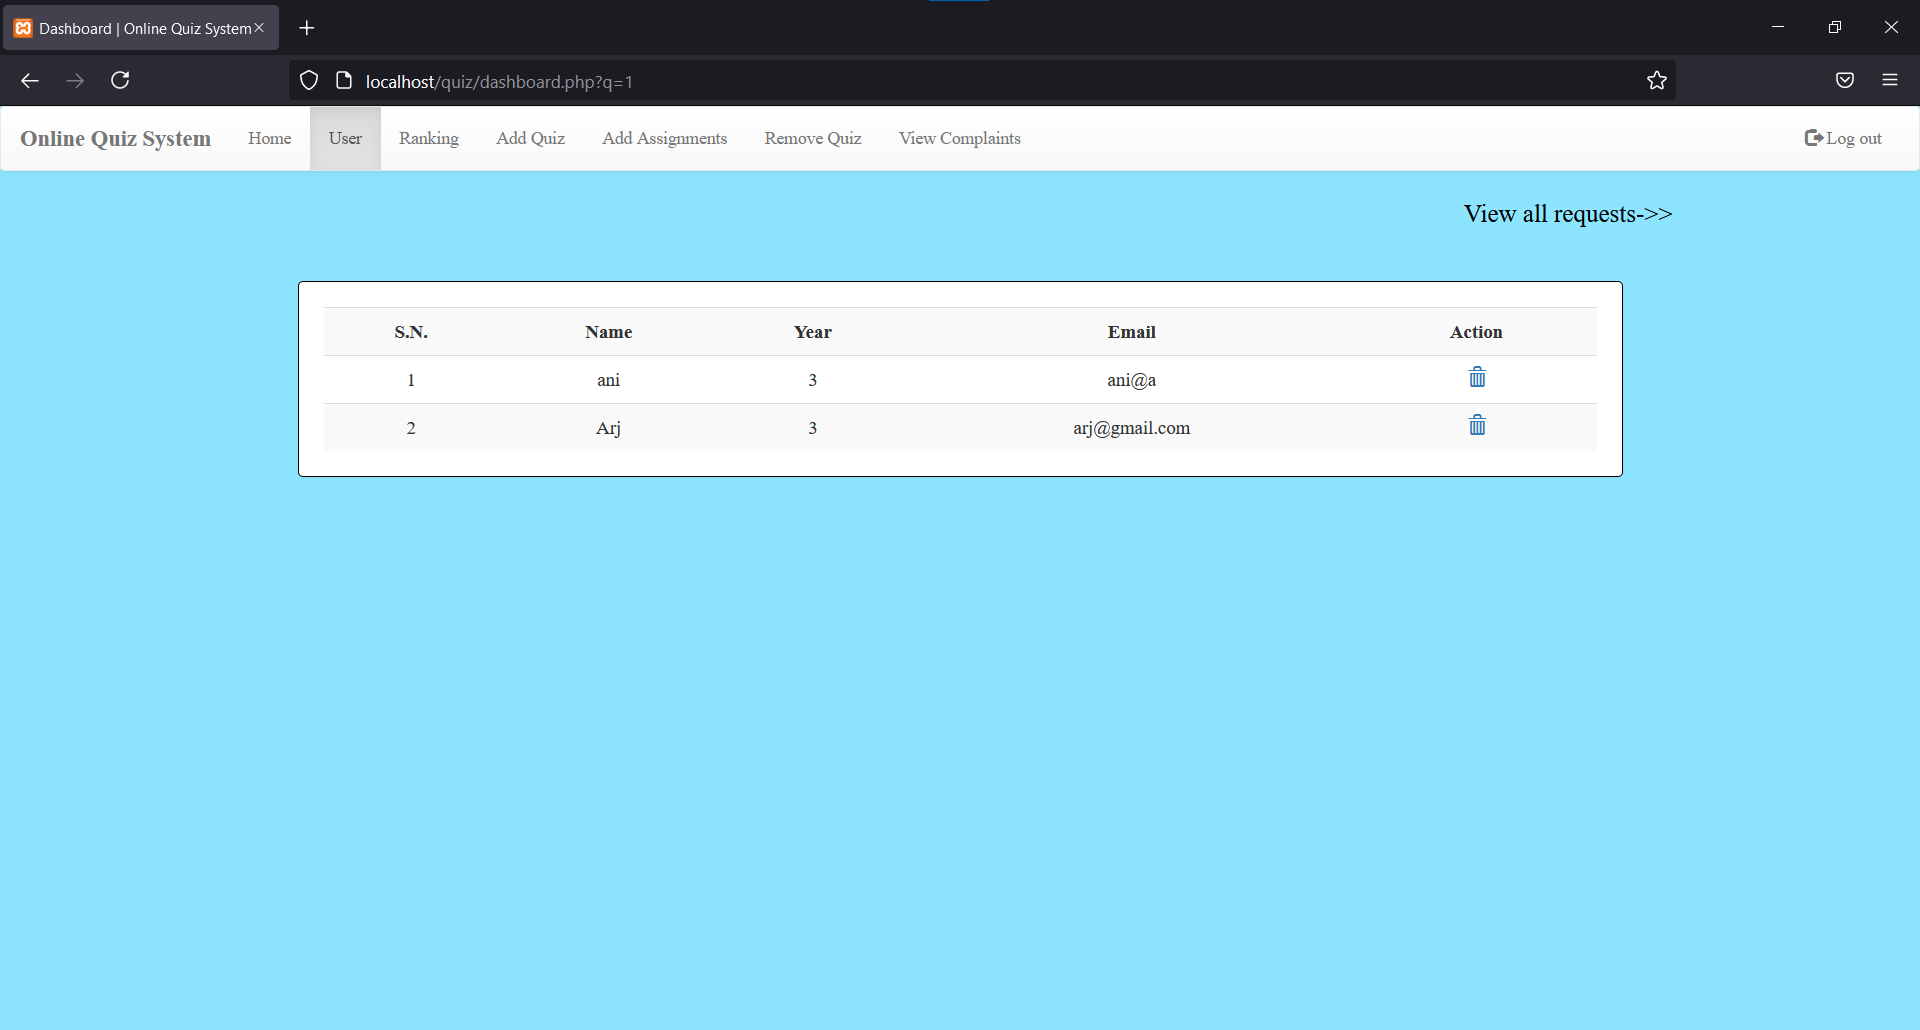 Dashboard | Online Quiz System
localhost/quiz/dashboard.php?q=1
Online Quiz System Home User Ranking Add Quiz Add Assignments Remove Quiz View Complaints Log out
View all requests->>
S.N. Name Year Email Action
1 ani 3 ani@a
2 Arj 3 arj@gmail.com